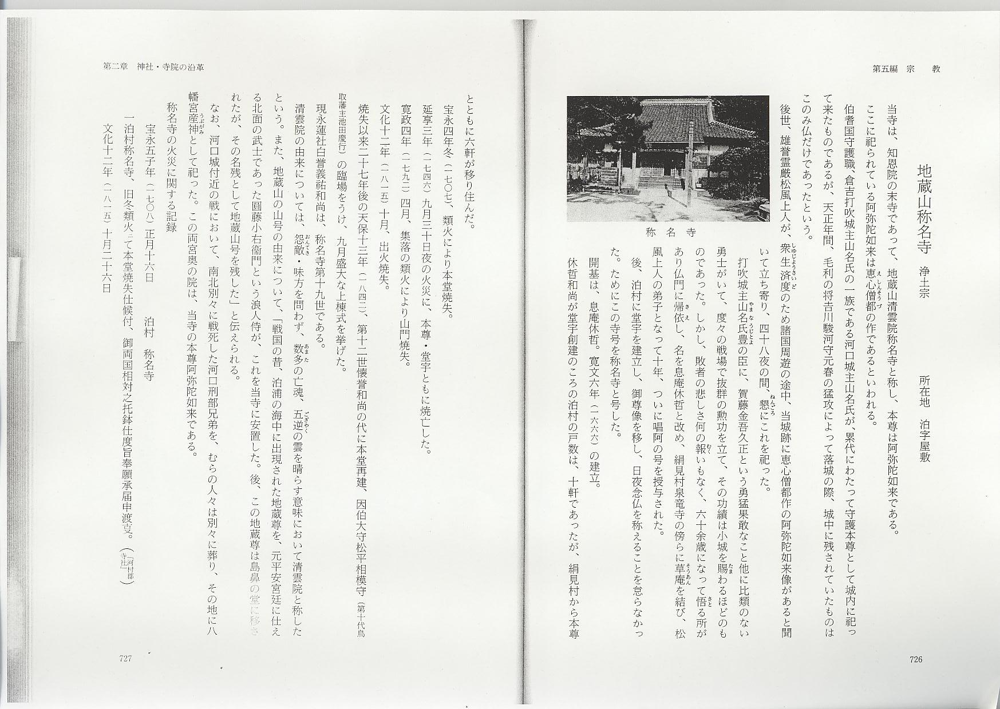 第五編　宗　　教
地蔵山称名寺　浄土宗　　　　　　所在地　泊字屋敷
当寺は、知恩院の末寺であって、地蔵山清雲院称名寺と称し、本尊は阿弥陀如来である。
ここに祀られている阿弥陀如来は恵心僧都の作であるといわれる。
伯耆国守護職、倉吉打吹城主山名氏の一族である河口城主山名氏が、累代にわたって守護本尊として城内に祀っ
て来たものであるが、天正年間、毛利の将吉川駿河守元春の猛攻によって落城の際、城中に残されていたものは
このみ仏だけであったという。
後世、雄誉霊厳松風上人が、衆生済度のため諸国周遊の途中、当城跡に恵心僧都作の阿弥陀如来像があると聞
いて立ち寄り、四十八夜の間、懇にこれを祀った。
打吹城主山名氏豊の臣に、賀藤金吾久正という勇猛果敢なこと他に比類のない
勇士がいて、度々の戦場で抜群の勲功を立て、その功績は小城を賜わるほどのも
のであった。しかし、敗者の悲しさ何の報いもなく、六十余歳になって悟る所が
あり仏門に帰依し、名を息庵休哲と改め、絹見村泉竜寺の傍らに草庵を結び、松
風上人の弟子となって十年、ついに唱阿の号を授与された。
後、泊村に堂宇を建立し、御尊像を移し、日夜念仏を称えることを怠らなかっ
た。ためにこの寺号を称名寺と号した。
開基は、息庵休哲。寛文六年（一六六六）の建立。
休哲和尚が堂宇創建のころの泊村の戸数は、十軒であったが、絹見村から本尊
称　名　寺
726
第二章　神社・寺院の沿革
とともに六軒が移り住んだ。
宝永四年冬（一七〇七）、類火により本堂焼失。
延享三年（一七四六）九月三十日夜の火災に、本尊・堂宇ともに焼亡した。
寛政四年（一七九二）四月、集落の類火により山門焼失。
文化十二年（一八一五）十月、出火焼失。
焼失以来二十七年後の天保十三年（一八四二）、第十二世懐誉和尚の代に本堂再建、因伯大守松平相模守（第十代鳥
取藩主池田慶行）の臨場をうけ、九月盛大な上棟式を挙げた。
現永蓮社白誉義祐和尚は、称名寺第十九世である。
清雲院の由来については、怨敵・味方を問わず、数多の亡魂、五逆の雲を晴らす意味において清雲院と称した
という。また、地蔵山の山号の由来について、「戦国の昔、泊浦の海中に出現された地蔵尊を、元平安宮廷に仕え
る北面の武士であった圓藤小右衛門という浪人侍が、これを当寺に安置した。後、この地蔵尊は島鼻の堂に移さ
れたが、その名残として地蔵山号を残した」と伝えられる。
なお、河口城付近の戦において、南北別々に戦死した河口刑部兄弟を、むらの人々は別々に葬り、その地に八
幡宮産神として祀った。この両宮奥の院は、当寺の本尊阿弥陀如来である。
称名寺の火災に関する記録
宝永五子年（一七〇八）正月十六日　　　泊村　称名寺
一泊村称名寺、旧冬類火ニて本堂焼失仕候付、御両国相対之托鉢仕度旨奉願承届申渡㕝。（「河村郡寺社」）
文化十二年（一八一五）十月二十六日
727